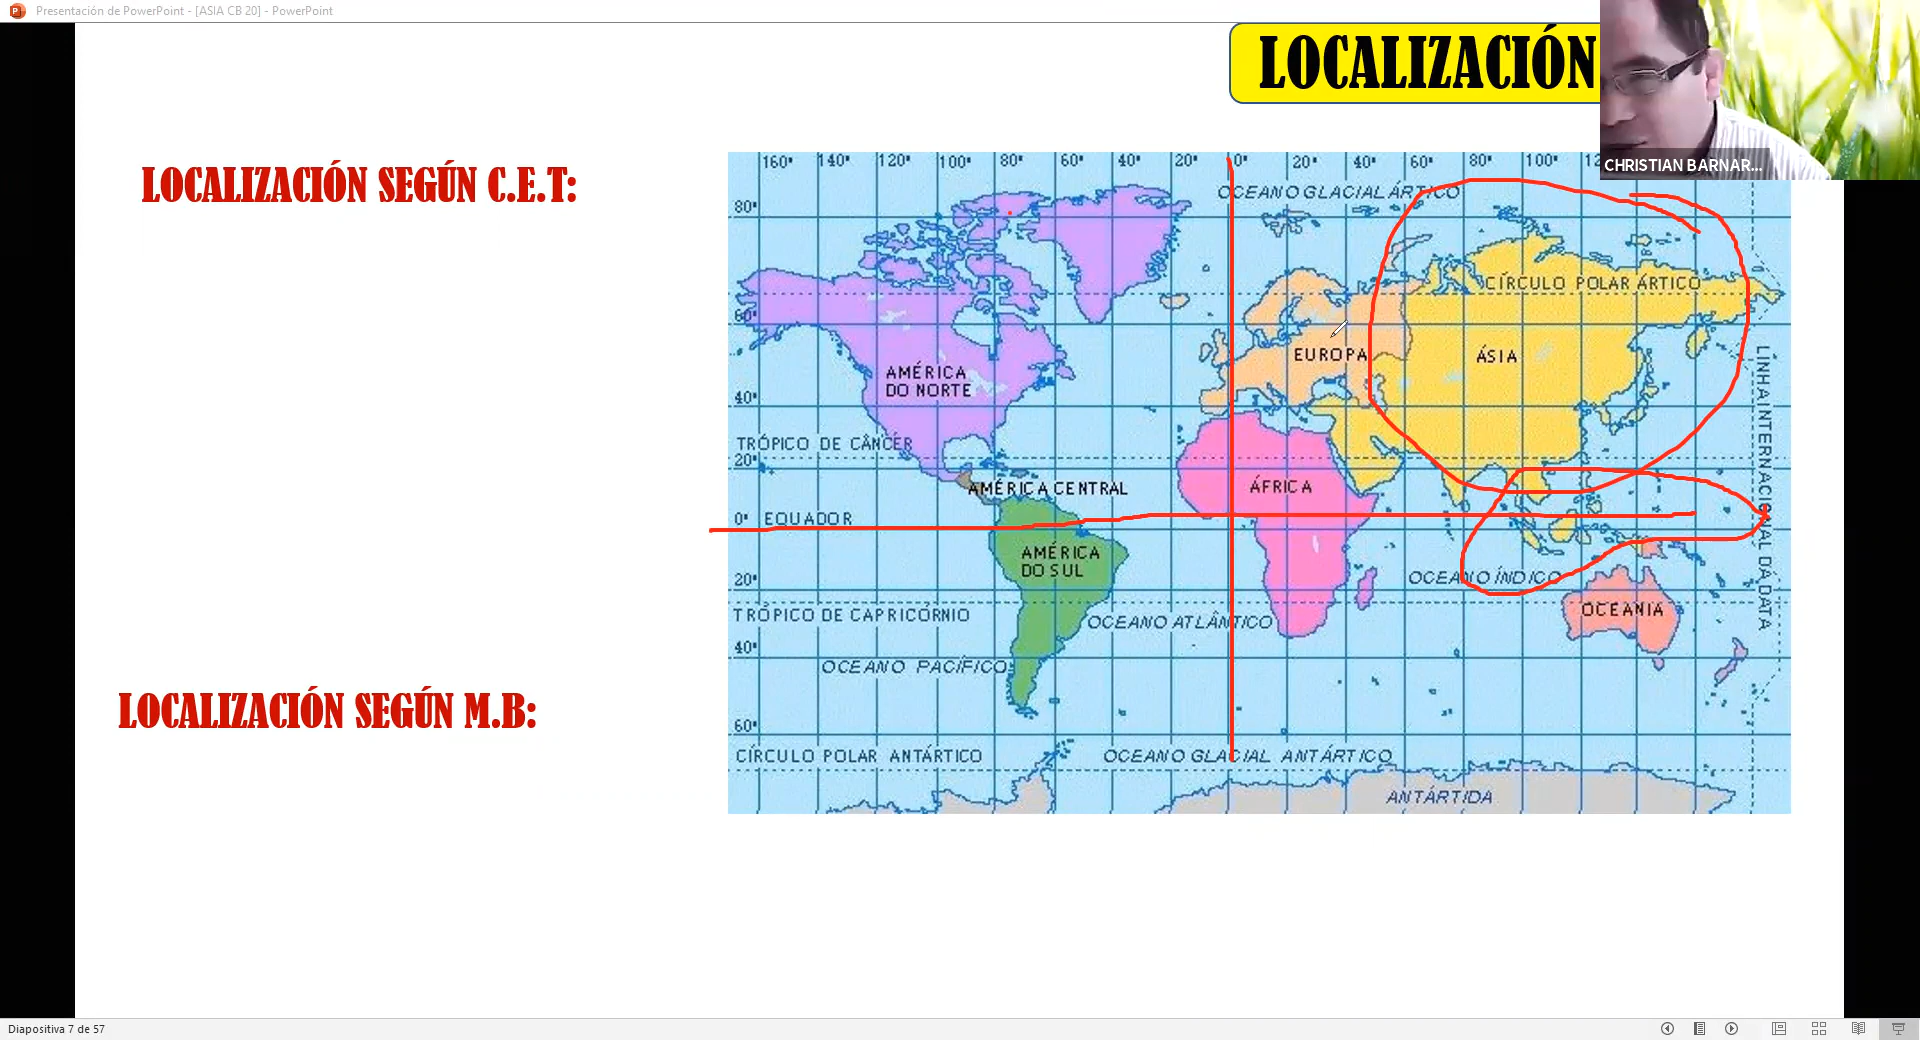 Presentación de PowerPoint - [ASIA CB 20] - PowerPoint
LOCALIZACIÓN
CHRISTIAN BARNAR...
LOCALIZACIÓN SEGÚN C.E.T:
160° 140° 120° 100° 80° 60° 40° 20° 0° 20° 40° 60° 80° 100°
OCEANO GLACIAL ÁRTICO
80°
CÍRCULO POLAR ÁRTICO
60°
EUROPA
ÁSIA
AMÉRICA
DO NORTE
40°
TRÓPICO DE CÂNCER
20°
ÁFRICA
AMÉRICA CENTRAL
0° EQUADOR
AMÉRICA
DO SUL
LINHA INTERNACIONAL DA DATA
20°
OCEANO ÍNDICO
OCEANIA
TRÓPICO DE CAPRICÓRNIO
OCEANO ATLÂNTICO
40°
OCEANO PACÍFICO
LOCALIZACIÓN SEGÚN M.B:
60°
CÍRCULO POLAR ANTÁRTICO
OCEANO GLACIAL ANTÁRTICO
ANTÁRTIDA
Diapositiva 7 de 57